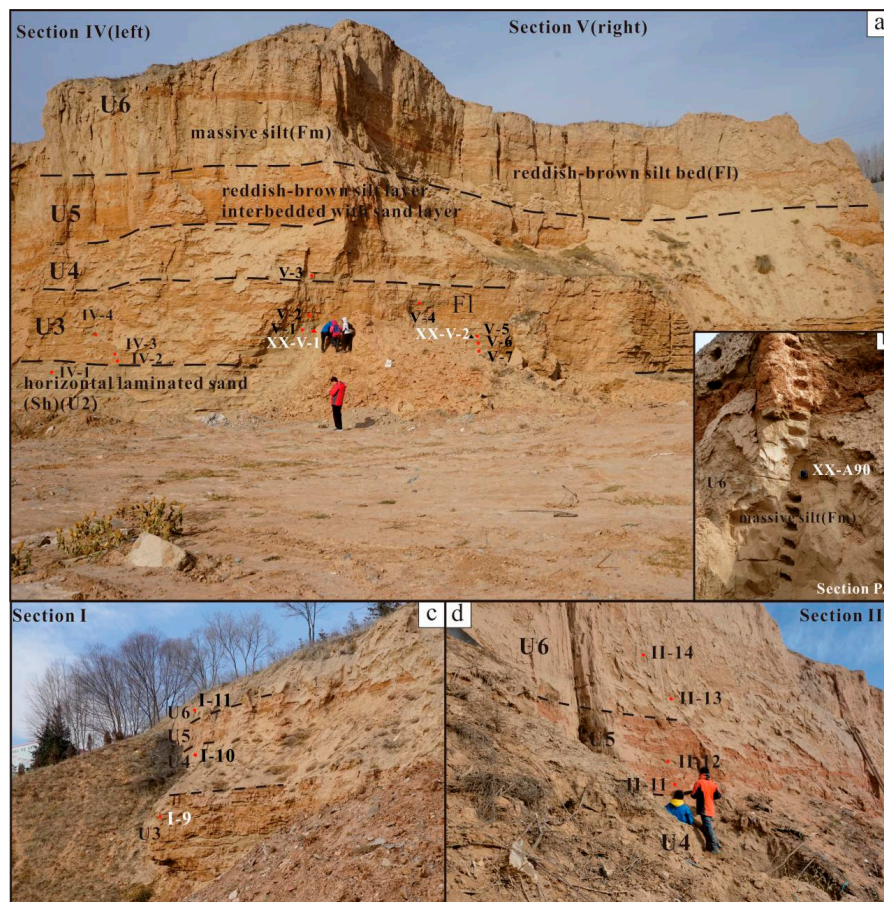 Section IV(left)
Section V(right)
a
U6
massive silt(Fm)
reddish-brown silt bed(Fl)
reddish-brown silt layer
interbedded with sand layer
U5
U4
V-3
Fl
U3
IV-4
V-2
V-4
V-1
XX-V-1
XX-V-2
V-5
V-6
V-7
IV-3
IV-2
IV-1
horizontal laminated sand
(Sh)(U2)
XX-A90
U6
massive silt(Fm)
Section
Section I
c
I-11
U6
U5
I-10
U4
I-9
U3
d
Section II
U6
II-14
II-13
5
II-12
II-11
U4